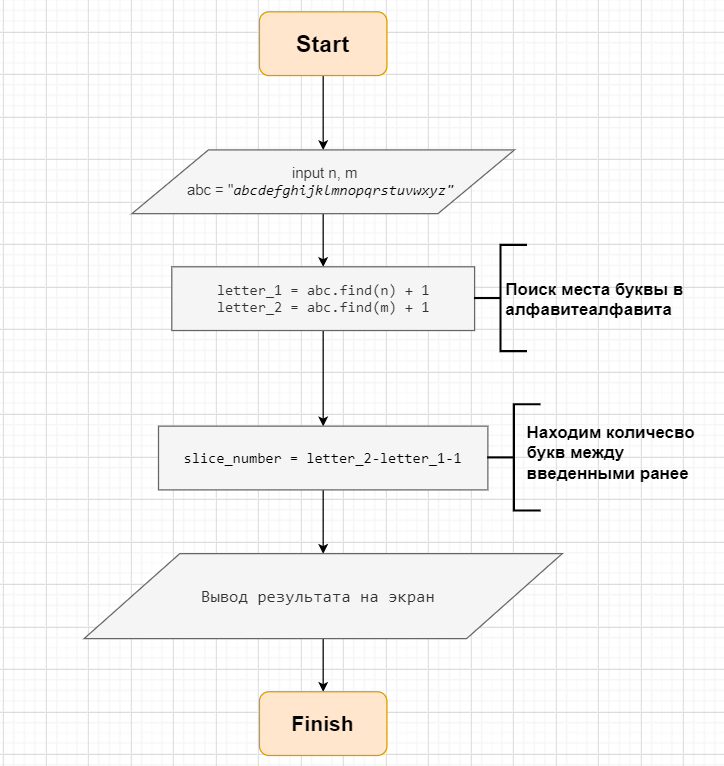 Start
input n, m
abc = "abcdefghijklmnopqrstuvwxyz"
letter_1 = abc.find(n) + 1
letter_2 = abc.find(m) + 1
Поиск места буквы в
алфавитеалфавита
slice_number = letter_2-letter_1-1
Находим количесво
букв между
введенными ранее
Вывод результата на экран
Finish